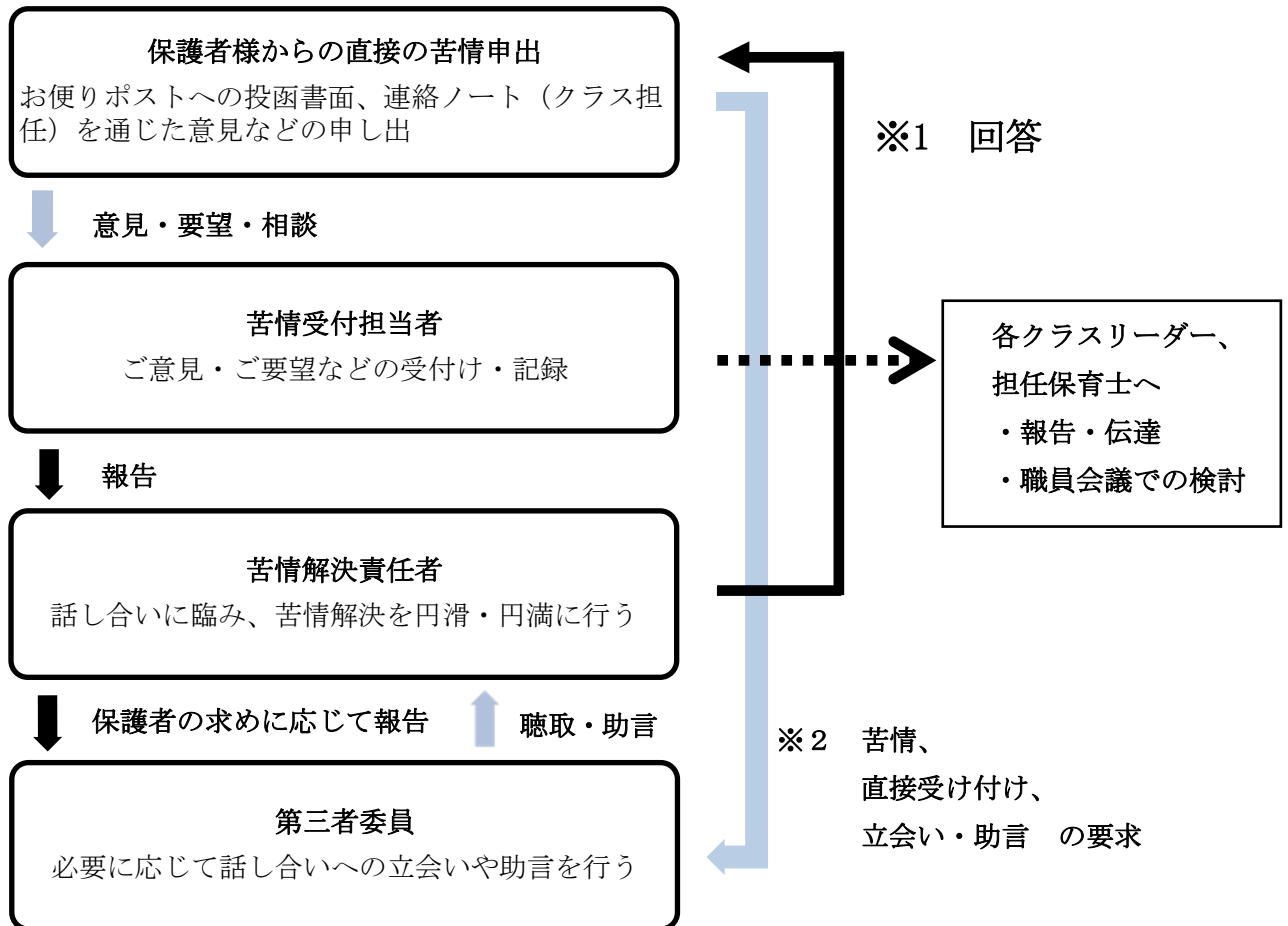 保護者様からの直接の苦情申出
お便りポストへの投函書面、連絡ノート（クラス担
任）を通じた意見などの申し出
※1　回答
意見・要望・相談
苦情受付担当者
ご意見・ご要望などの受付け・記録
各クラスリーダー、
担任保育士へ
・報告・伝達
・職員会議での検討
報告
苦情解決責任者
話し合いに臨み、苦情解決を円滑・円満に行う
保護者の求めに応じて報告
聴取・助言
※２　苦情、
直接受け付け、
立会い・助言　の要求
第三者委員
必要に応じて話し合いへの立会いや助言を行う